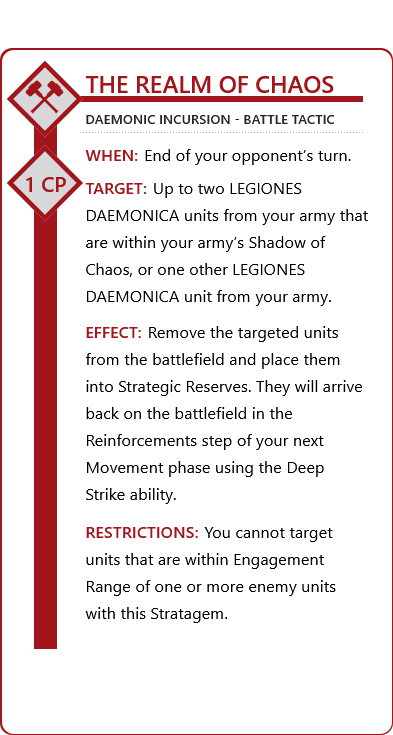 THE REALM OF CHAOS
DAEMONIC INCURSION - BATTLE TACTIC
WHEN: End of your opponent's turn.
1 CP
TARGET: Up to two LEGIONES
DAEMONICA units from your army that
are within your army's Shadow of
Chaos, or one other LEGIONES
DAEMONICA unit from your army.
EFFECT: Remove the targeted units
from the battlefield and place them
into Strategic Reserves. They will arrive
back on the battlefield in the
Reinforcements step of your next
Movement phase using the Deep
Strike ability.
RESTRICTIONS: You cannot target
units that are within Engagement
Range of one or more enemy units
with this Stratagem.